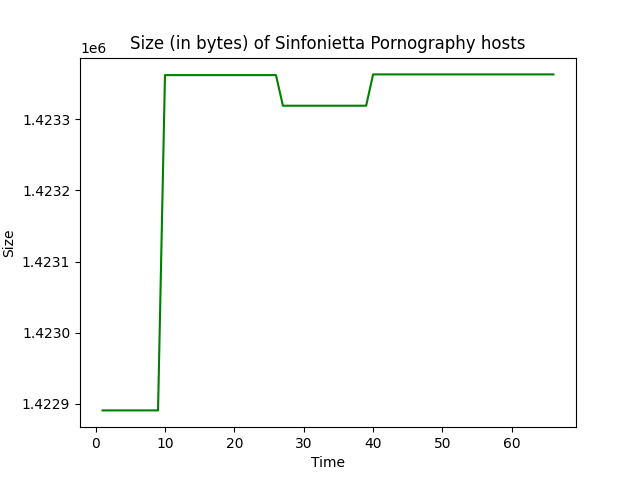 Size (in bytes) of Sinfonietta Pornography hosts
1e6
1.4233
1.4232
1.4231
1.4230
1.4229
Size
0 10 20 30 40 50 60
Time